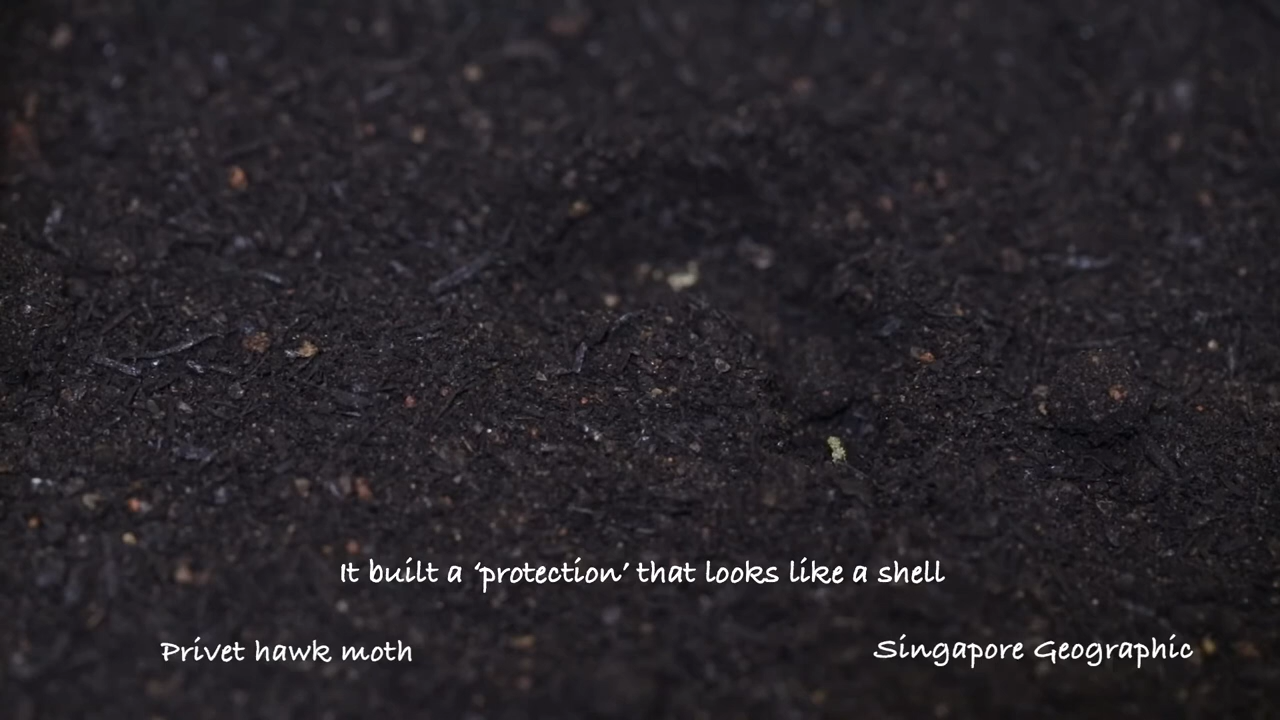 It built a ‘protection’ that looks like a shell
Privet hawk moth
Singapore Geographic